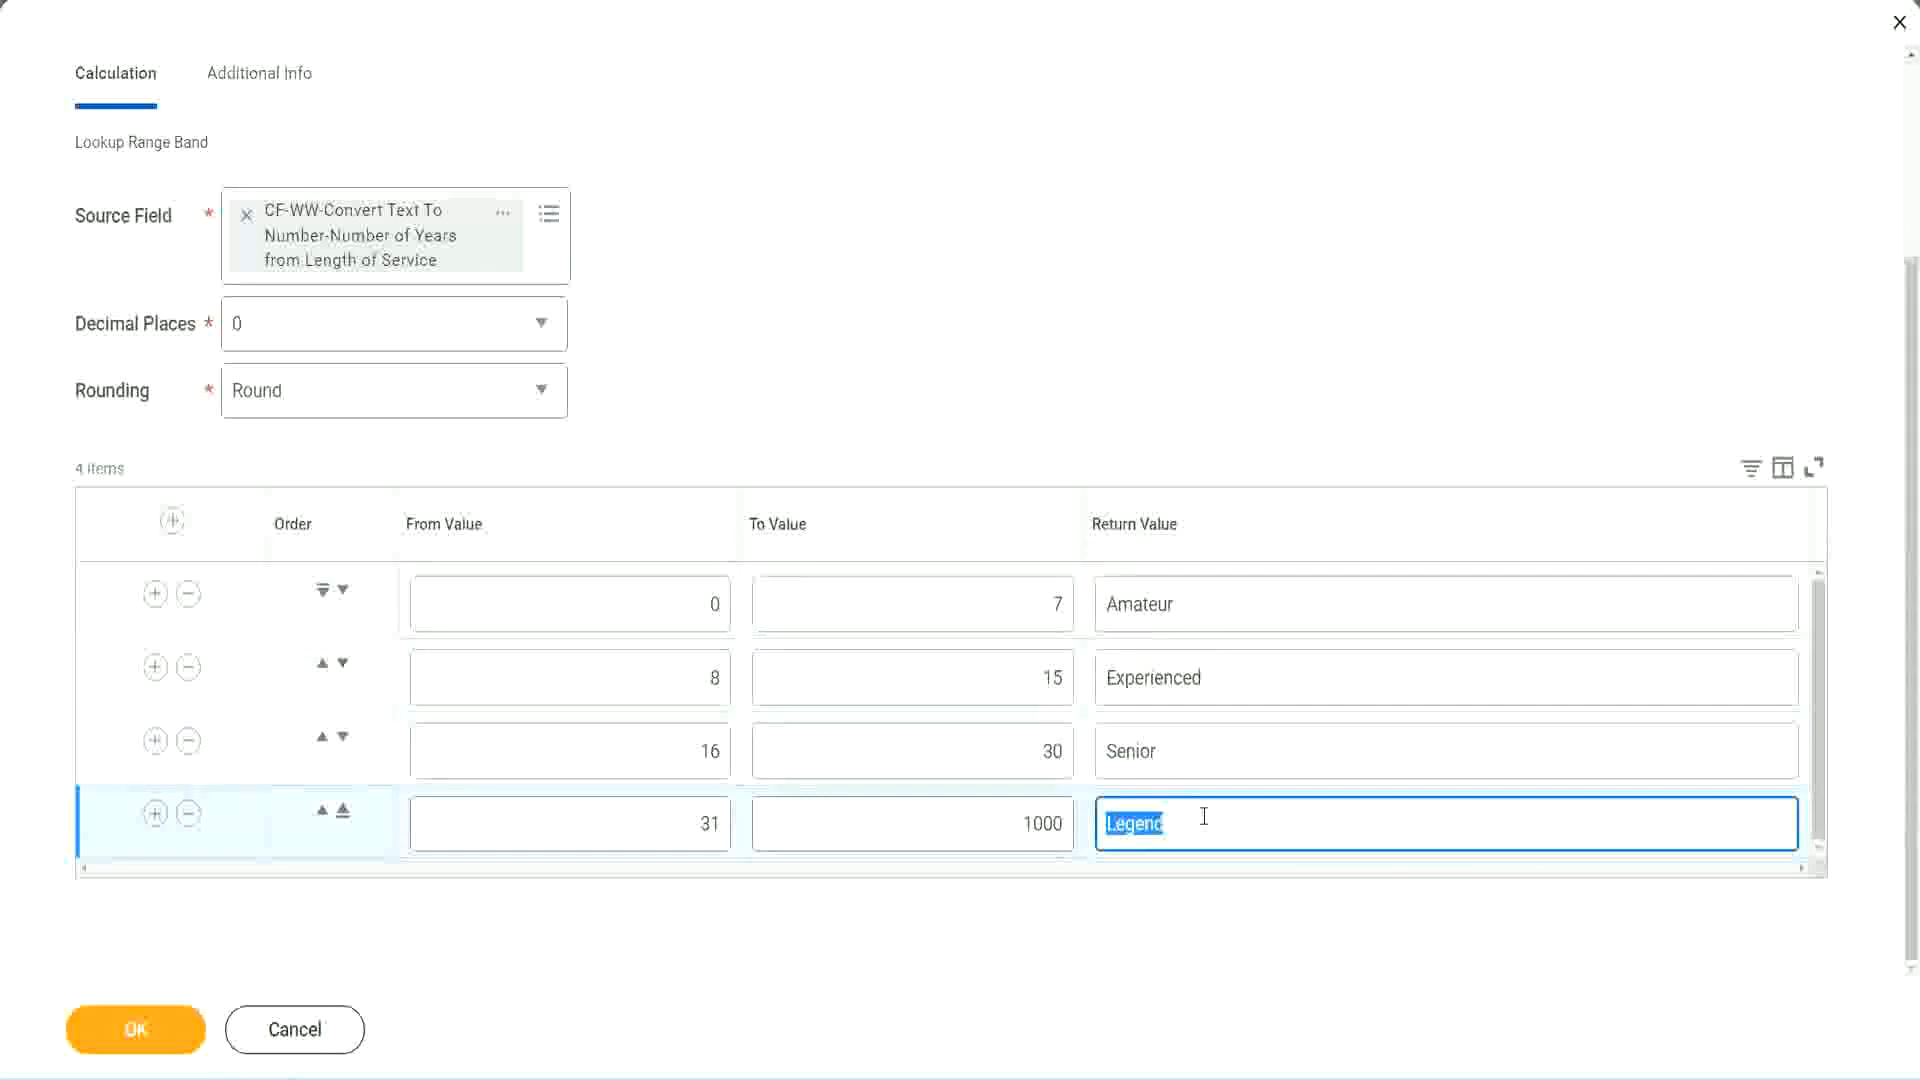 Calculation Additional Info
Lookup Range Band
Source Field * CF-WW-Convert Text To
Number-Number of Years
from Length of Service
Decimal Places * 0
Rounding * Round
4 items
Order From Value To Value Return Value
0 7 Amateur
8 15 Experienced
16 30 Senior
31 1000 Legend
OK Cancel